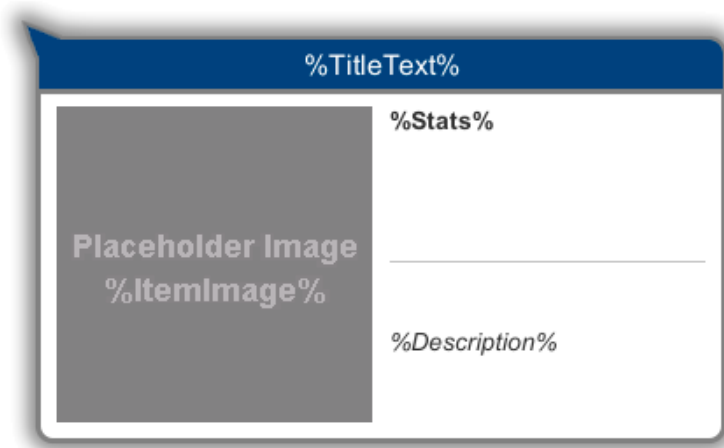 %TitleText%
%Stats%
Placeholder Image
%ItemImage%
%Description%